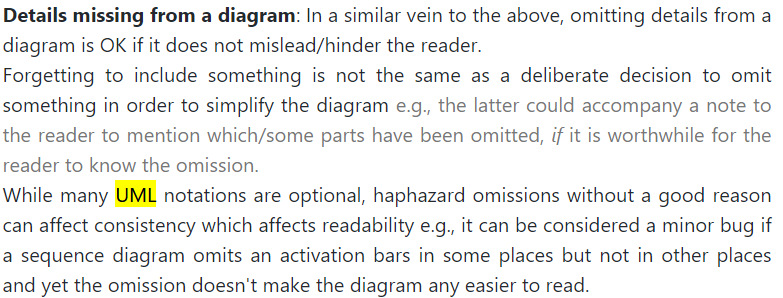 Details missing from a diagram: In a similar vein to the above, omitting details from a
diagram is OK if it does not mislead/hinder the reader.
Forgetting to include something is not the same as a deliberate decision to omit
something in order to simplify the diagram e.g., the latter could accompany a note to
the reader to mention which/some parts have been omitted, if it is worthwhile for the
reader to know the omission.
While many UML notations are optional, haphazard omissions without a good reason
can affect consistency which affects readability e.g., it can be considered a minor bug if
a sequence diagram omits an activation bars in some places but not in other places
and yet the omission doesn't make the diagram any easier to read.